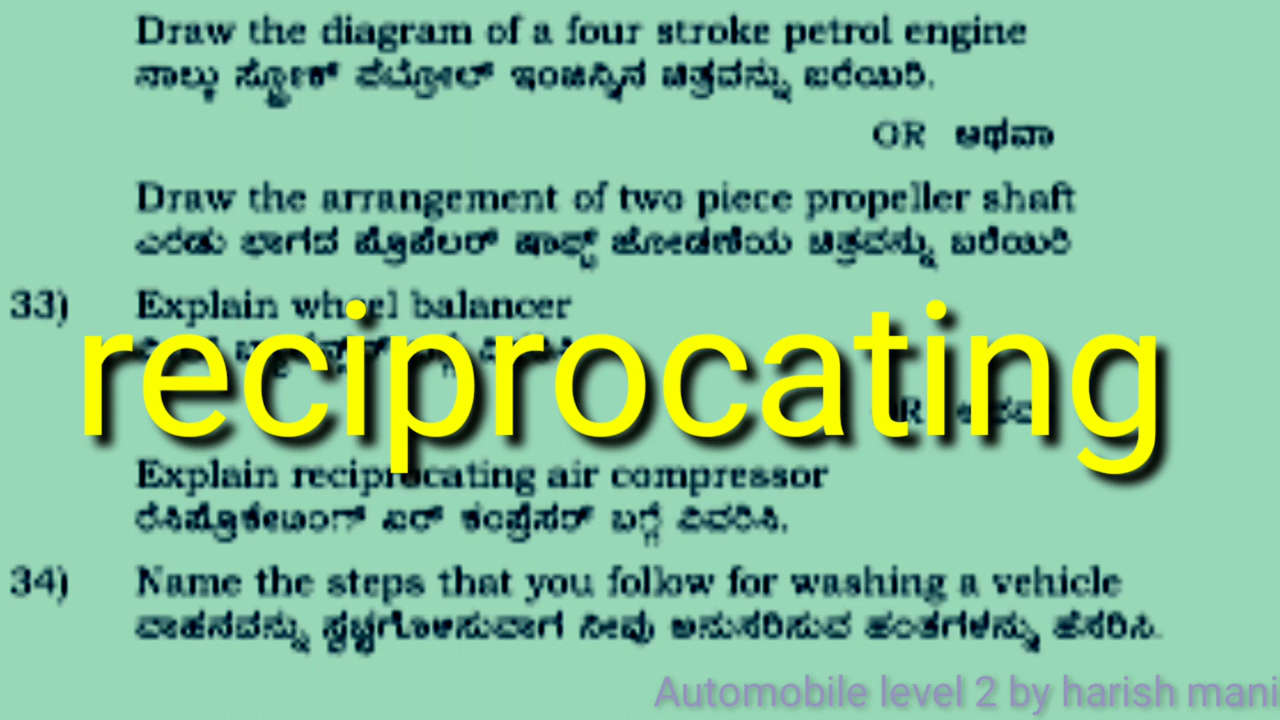 Draw the diagram of a four stroke petrol engine
ನಾಲ್ಕು ಸ್ಟ್ರೋಕ್ ಪೆಟ್ರೋಲ್ ಇಂಜಿನ್ನಿನ ಚಿತ್ರವನ್ನು ಬರೆಯಿರಿ.
OR ಅಥವಾ
Draw the arrangement of two piece propeller shaft
ಎರಡು ಭಾಗದ ಪ್ರೊಪೆಲರ್ ಷಾಫ್ಟ್ ಜೋಡಣೆಯ ಚಿತ್ರವನ್ನು ಬರೆಯಿರಿ
33) Explain wheel balancer
reciprocating
OR
Explain reciprocating air compressor
ರೆಸಿಪ್ರೊಕೇಟಿಂಗ್ ಏರ್ ಕಂಪ್ರೆಸರ್ ಬಗ್ಗೆ ವಿವರಿಸಿ.
34) Name the steps that you follow for washing a vehicle
ವಾಹನವನ್ನು ಸ್ವಚ್ಛಗೊಳಿಸುವಾಗ ನೀವು ಅನುಸರಿಸುವ ಹಂತಗಳನ್ನು ಹೆಸರಿಸಿ.
Automobile level 2 by harish mani